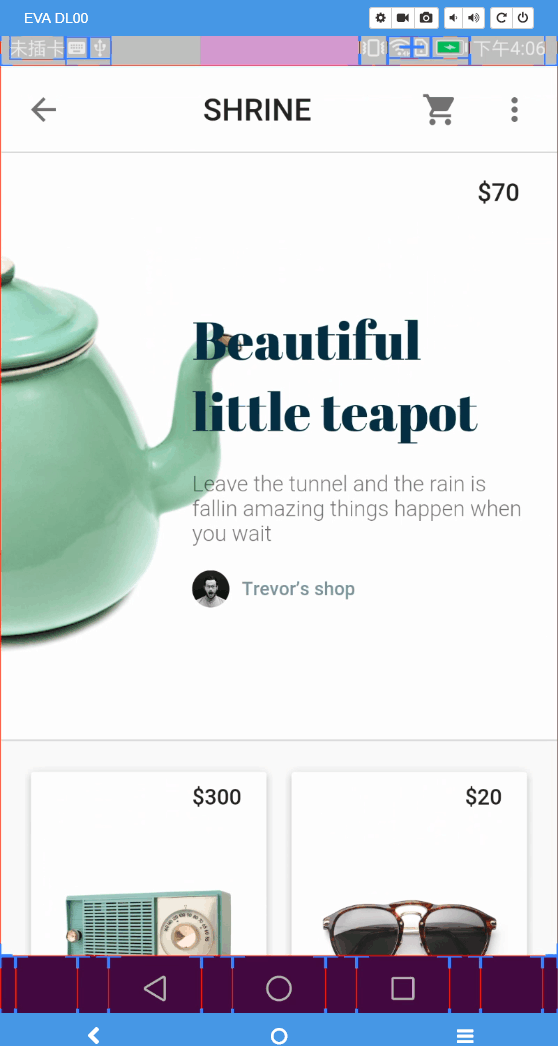 EVA DL00
未插卡 下午4:06
SHRINE
$70
Beautiful
little teapot
Leave the tunnel and the rain is
fallin amazing things happen when
you wait
Trevor’s shop
$300 $20